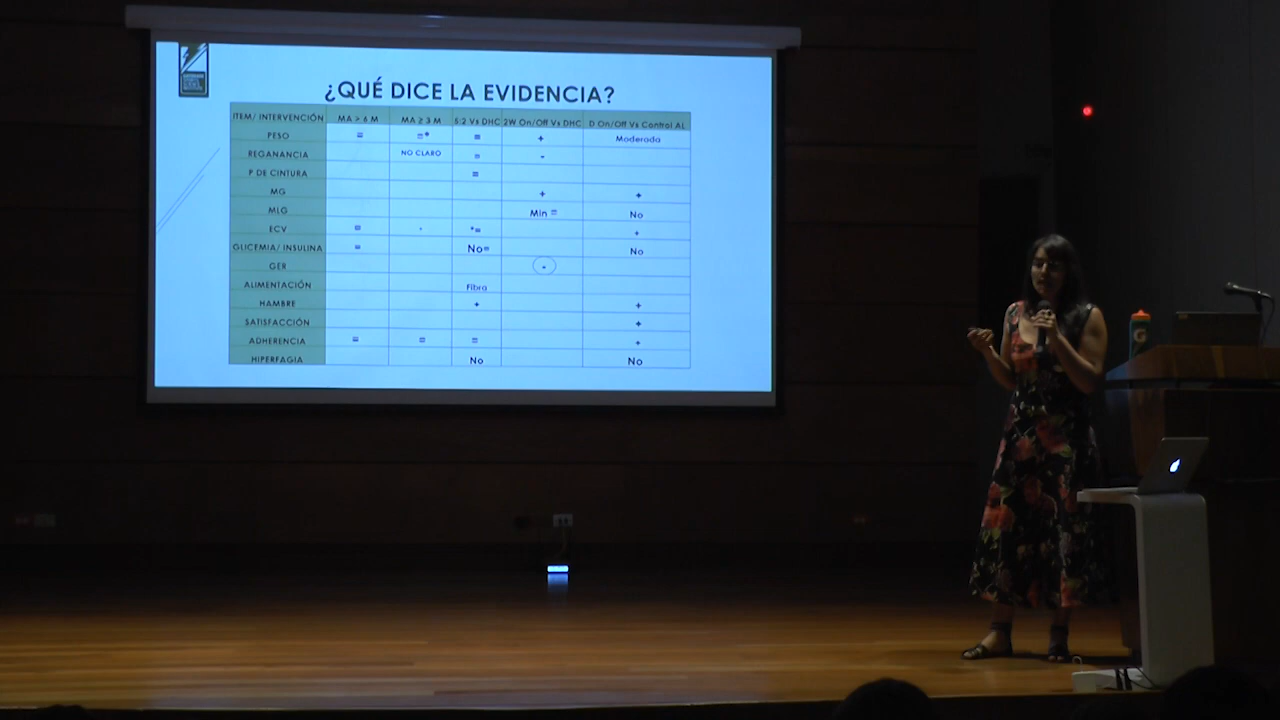 ¿QUÉ DICE LA EVIDENCIA?
ITEM/ INTERVENCIÓN MA > 6 M MA ≥ 3 M 5:2 Vs DHC 2W On/Off Vs DHC D On/Off Vs Control AL
PESO = =* = + Moderada
REGANANCIA NO CLARO = -
P DE CINTURA =
MG + +
MLG Min = No
ECV = - *= +
GLICEMIA/ INSULINA = No= No
GER -
ALIMENTACIÓN Fibra
HAMBRE + +
SATISFACCIÓN +
ADHERENCIA = = = +
HIPERFAGIA No No
G